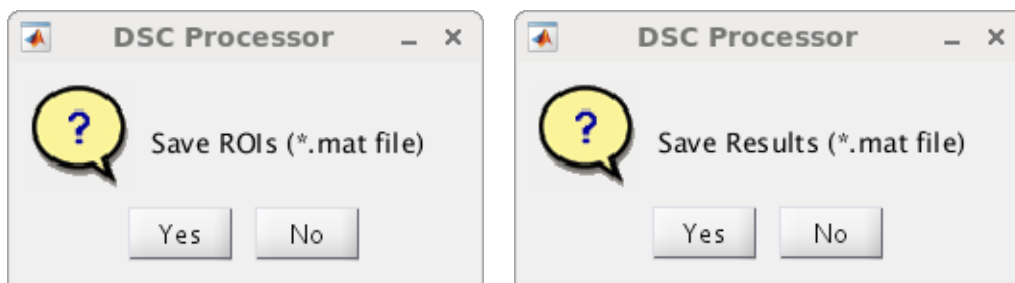 DSC Processor
?
Save ROIs (*.mat file)
Yes No
DSC Processor
?
Save Results (*.mat file)
Yes No